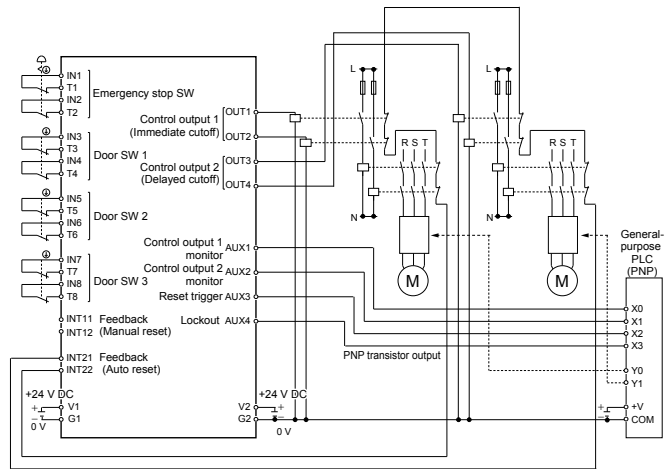 IN1
T1
IN2
T2
Emergency stop SW
IN3
T3
IN4
T4
Door SW 1
IN5
T5
IN6
T6
Door SW 2
IN7
T7
IN8
T8
Door SW 3
INT11 Feedback
INT12 (Manual reset)
INT21 Feedback
INT22 (Auto reset)
+24 V DC
+ V1
− G1
0 V
Control output 1
(Immediate cutoff)
OUT1
OUT2
Control output 2
(Delayed cutoff)
OUT3
OUT4
Control output 1
monitor
AUX1
Control output 2
monitor
AUX2
Reset trigger AUX3
Lockout AUX4
PNP transistor output
+24 V DC
V2 +
G2 −
0 V
L
R S T
N
M
L
R S T
N
M
General-
purpose
PLC
(PNP)
X0
X1
X2
X3
Y0
Y1
+ +V
− COM